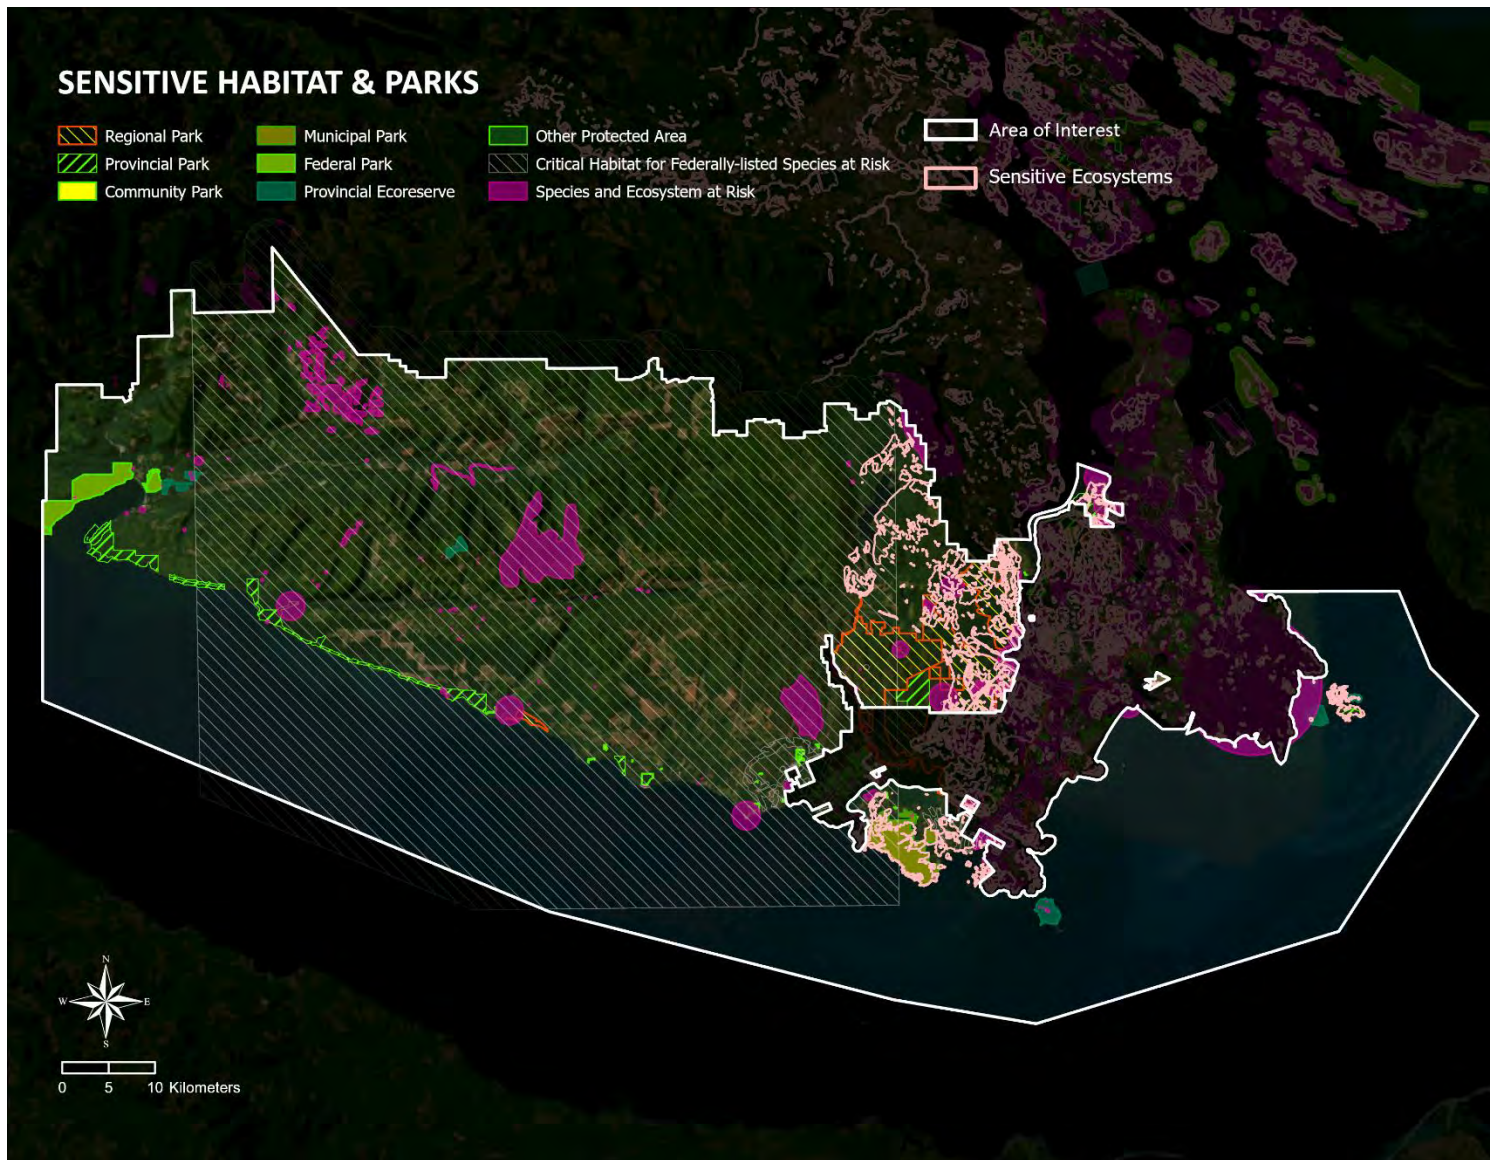 SENSITIVE HABITAT & PARKS
Regional Park
Municipal Park
Other Protected Area
Area of Interest
Provincial Park
Federal Park
Critical Habitat for Federally-listed Species at Risk
Sensitive Ecosystems
Community Park
Provincial Ecoreserve
Species and Ecosystem at Risk
N
W E
S
0 5 10 Kilometers